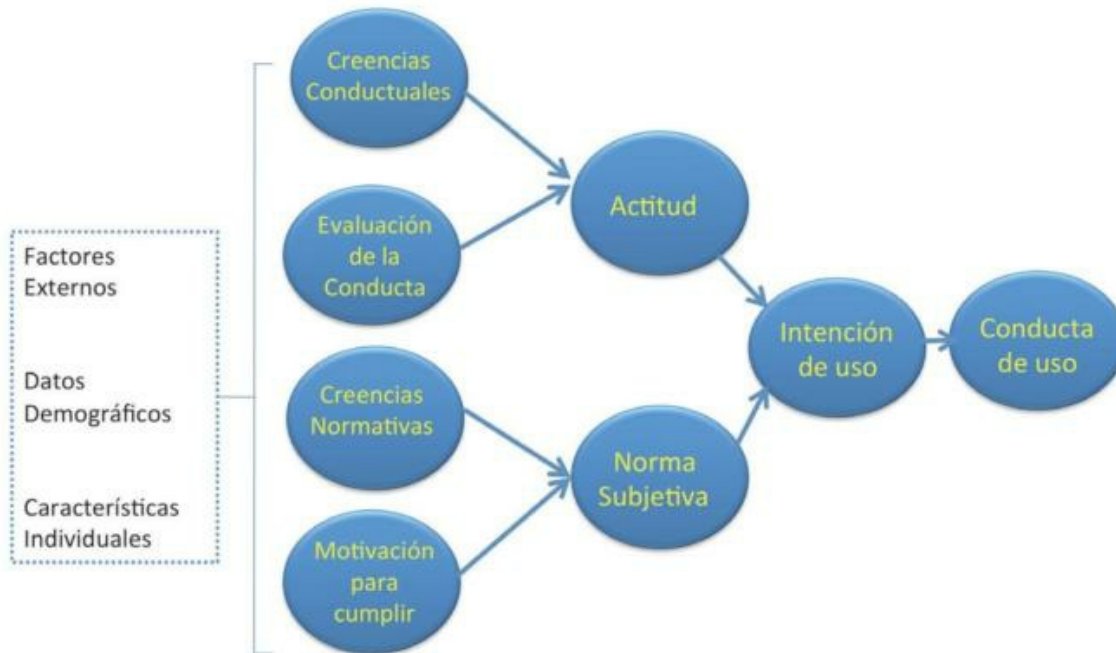 Factores
Externos
Datos
Demográficos
Características
Individuales
Creencias
Conductuales
Evaluación
de la
Conducta
Creencias
Normativas
Motivación
para
cumplir
Actitud
Norma
Subjetiva
Intención
de uso
Conducta
de uso